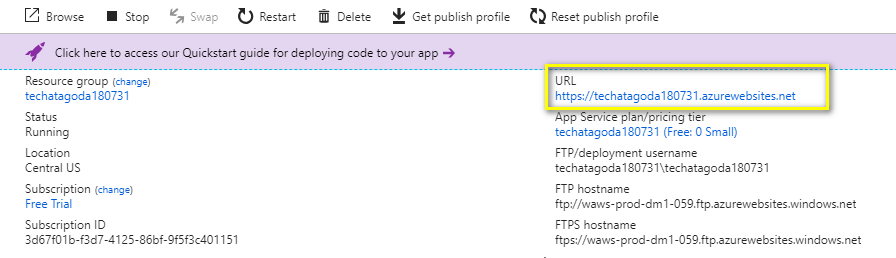 Browse Stop Swap Restart Delete Get publish profile Reset publish profile
Click here to access our Quickstart guide for deploying code to your app
Resource group (change)
techatagoda180731
Status
Running
Location
Central US
Subscription (change)
Free Trial
Subscription ID
3d67f01b-f3d7-4125-86bf-9f5f3c401151
URL
https://techatagoda180731.azurewebsites.net
App Service plan/pricing tier
techatagoda180731 (Free: 0 Small)
FTP/deployment username
techatagoda180731\techatagoda180731
FTP hostname
ftp://waws-prod-dm1-059.ftp.azurewebsites.windows.net
FTPS hostname
ftps://waws-prod-dm1-059.ftp.azurewebsites.windows.net